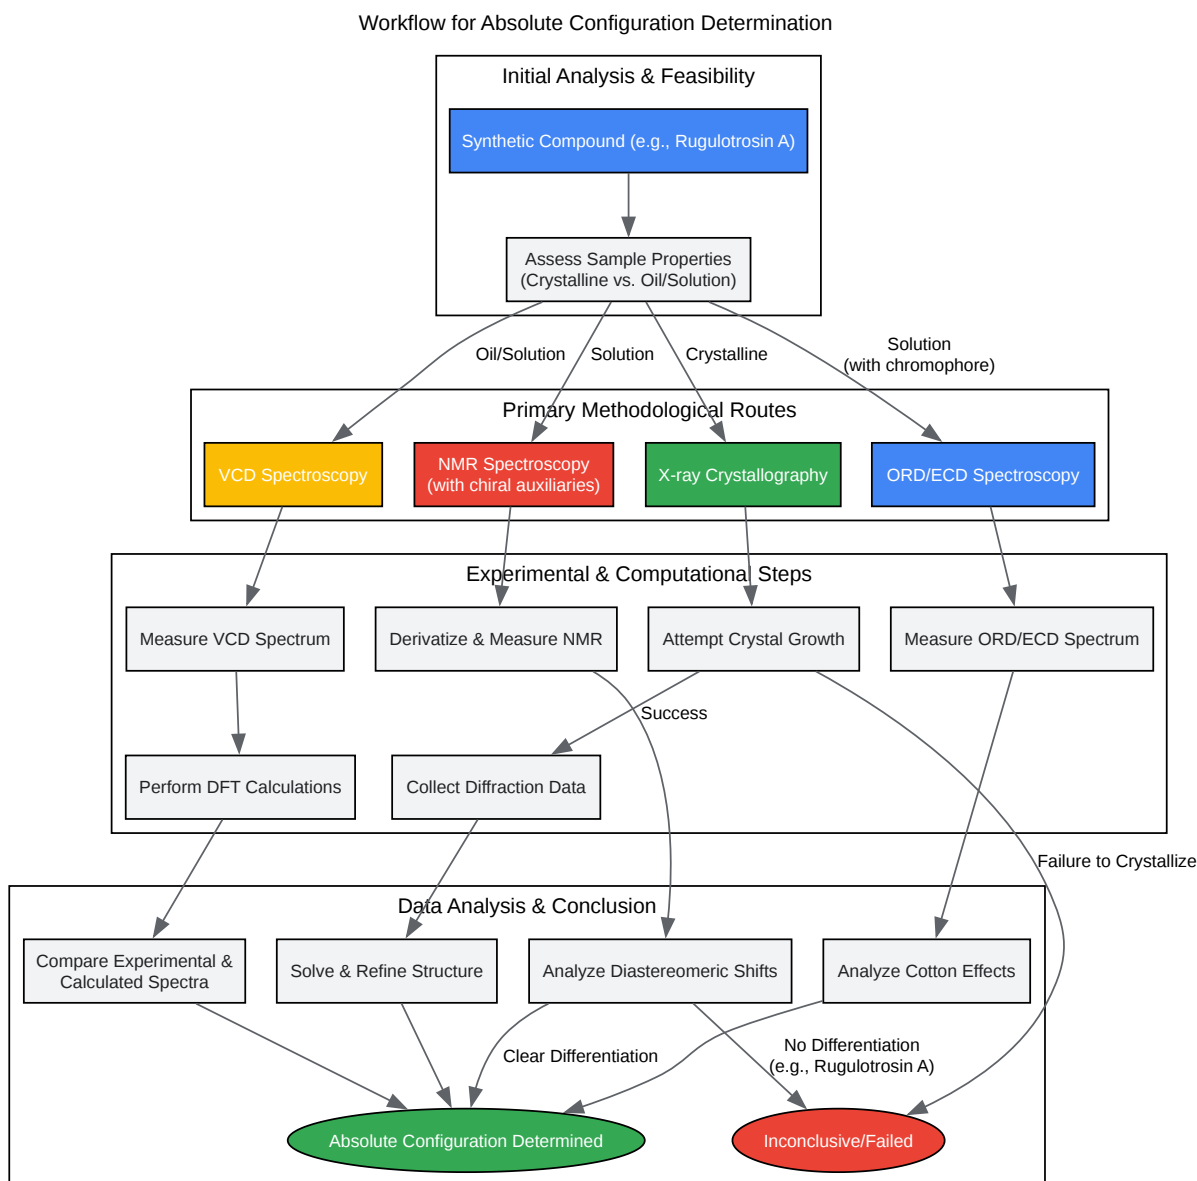 Workflow for Absolute Configuration Determination
Initial Analysis & Feasibility
Synthetic Compound (e.g., Rugulotrosin A)
Assess Sample Properties
(Crystalline vs. Oil/Solution)
Oil/Solution
Solution
Crystalline
Solution
(with chromophore)
Primary Methodological Routes
VCD Spectroscopy
NMR Spectroscopy
(with chiral auxiliaries)
X-ray Crystallography
ORD/ECD Spectroscopy
Experimental & Computational Steps
Measure VCD Spectrum
Derivatize & Measure NMR
Attempt Crystal Growth
Measure ORD/ECD Spectrum
Success
Perform DFT Calculations
Collect Diffraction Data
Failure to Crystallize
Data Analysis & Conclusion
Compare Experimental &
Calculated Spectra
Solve & Refine Structure
Analyze Diastereomeric Shifts
Analyze Cotton Effects
Clear Differentiation
No Differentiation
(e.g., Rugulotrosin A)
Absolute Configuration Determined
Inconclusive/Failed